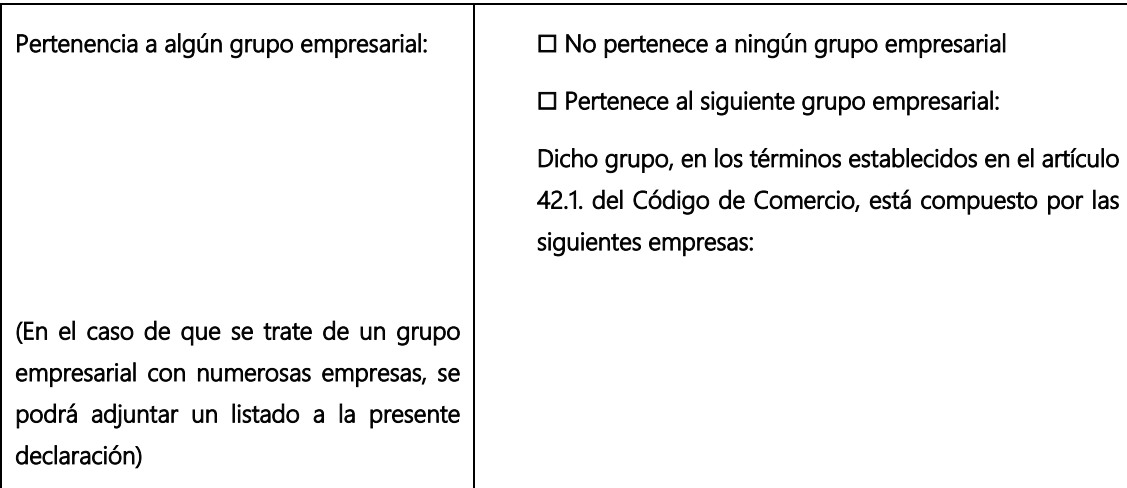 Pertenencia a algún grupo empresarial:
(En el caso de que se trate de un grupo
empresarial con numerosas empresas, se
podrá adjuntar un listado a la presente
declaración)
☐ No pertenece a ningún grupo empresarial
☐ Pertenece al siguiente grupo empresarial:
Dicho grupo, en los términos establecidos en el artículo
42.1. del Código de Comercio, está compuesto por las
siguientes empresas: